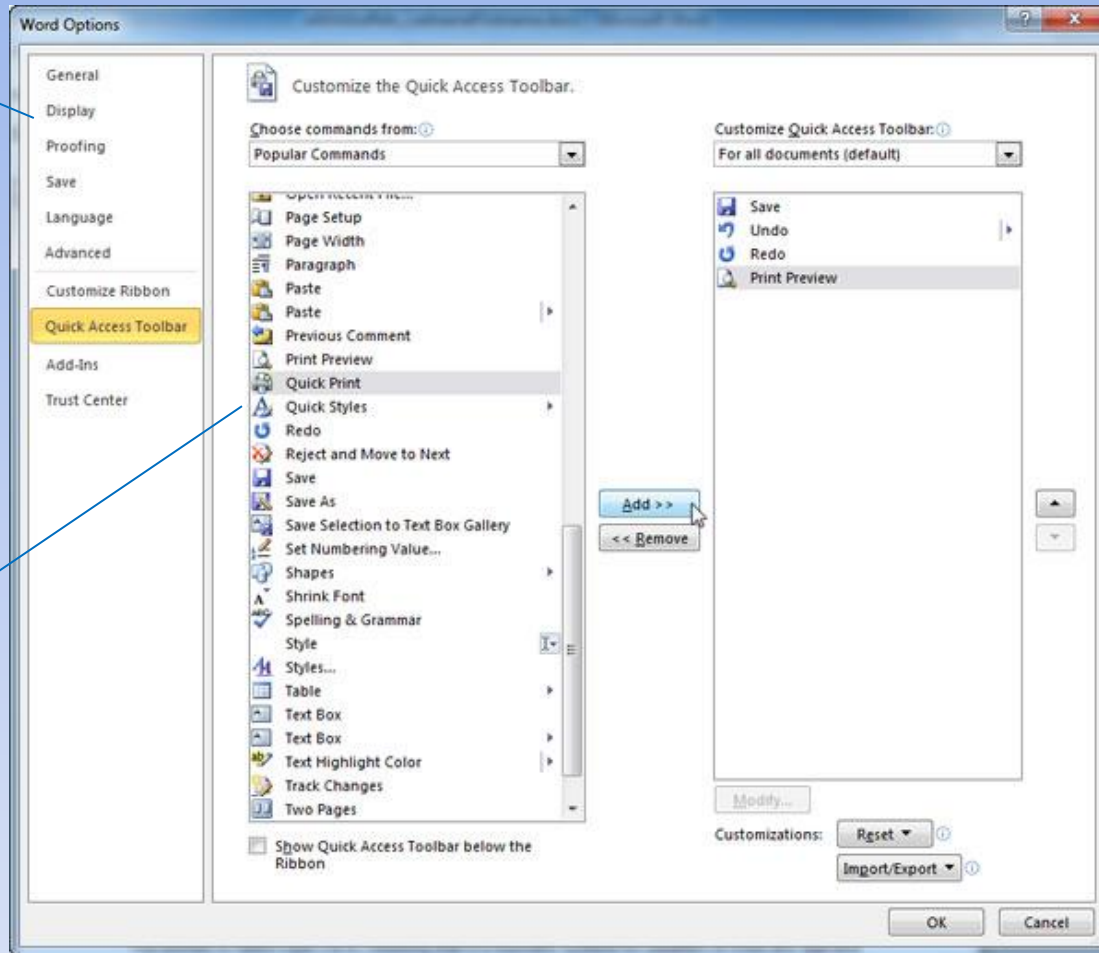 Word Options
General
Display
Proofing
Save
Language
Advanced
Customize Ribbon
Quick Access Toolbar
Add-Ins
Trust Center
Customize the Quick Access Toolbar.
Choose commands from:
Popular Commands
Open Recent File...
Page Setup
Page Width
Paragraph
Paste
Paste
Previous Comment
Print Preview
Quick Print
Quick Styles
Redo
Reject and Move to Next
Save
Save As
Save Selection to Text Box Gallery
Set Numbering Value...
Shapes
Shrink Font
Spelling & Grammar
Style
Styles...
Table
Text Box
Text Box
Text Highlight Color
Track Changes
Two Pages
Show Quick Access Toolbar below the
Ribbon
Add >>
<< Remove
Customize Quick Access Toolbar:
For all documents (default)
Save
Undo
Redo
Print Preview
Modify...
Customizations:
Reset
Import/Export
OK
Cancel